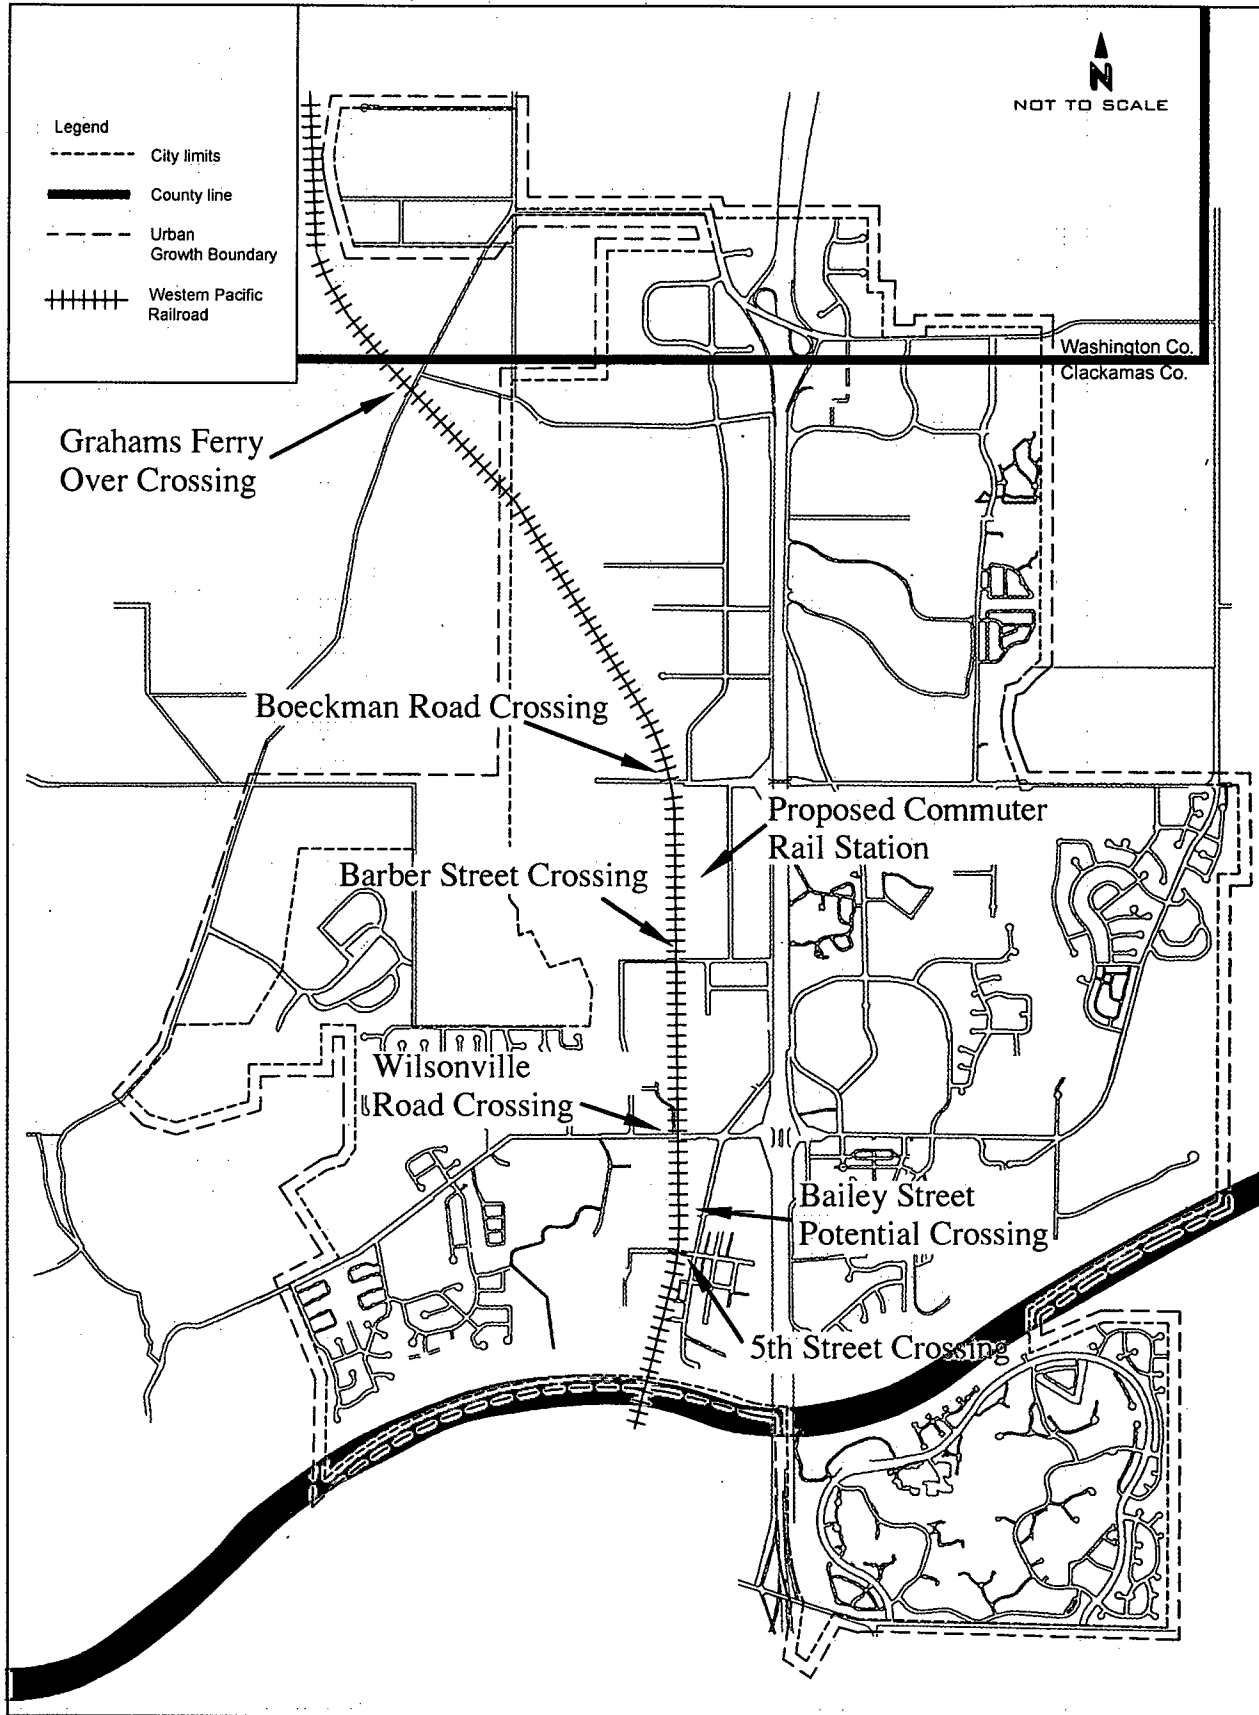 N
NOT TO SCALE
Legend
City limits
County line
Urban
Growth Boundary
Western Pacific
Railroad
Washington Co.
Clackamas Co.
Grahams Ferry
Over Crossing
Boeckman Road Crossing
Proposed Commuter
Rail Station
Barber Street Crossing
Wilsonville
Road Crossing
Bailey Street
Potential Crossing
5th Street Crossing